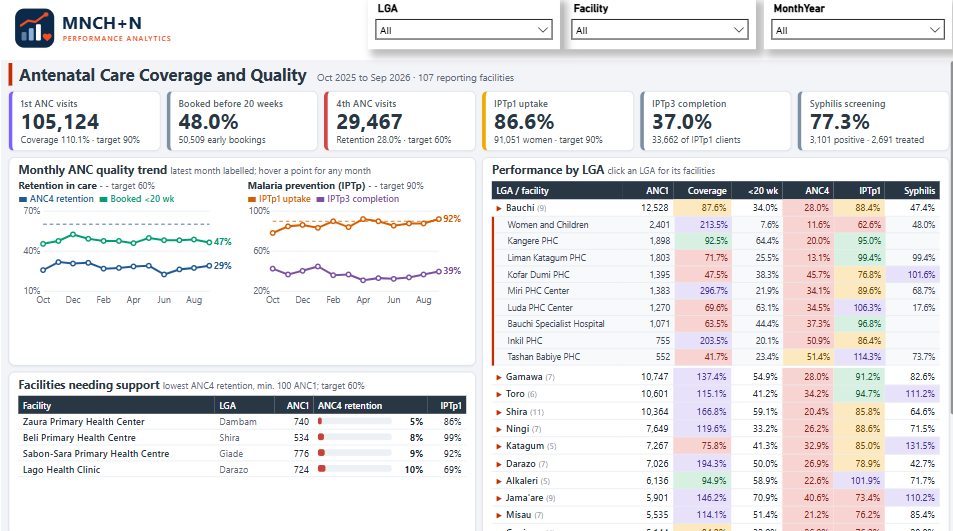 MNCH+N
PERFORMANCE ANALYTICS
LGA
All
Facility
All
MonthYear
All
Antenatal Care Coverage and Quality Oct 2025 to Sep 2026 · 107 reporting facilities
1st ANC visits
105,124
Coverage 110.1% · target 90%
Booked before 20 weeks
48.0%
50,509 early bookings
4th ANC visits
29,467
Retention 28.0% · target 60%
IPTp1 uptake
86.6%
91,051 women · target 90%
IPTp3 completion
37.0%
33,662 of IPTp1 clients
Syphilis screening
77.3%
3,101 positive · 2,691 treated
Monthly ANC quality trend latest month labelled; hover a point for any month
Retention in care - - target 60%
ANC4 retention Booked <20 wk
70%
40%
10%
47%
29%
Oct Dec Feb Apr Jun Aug
Malaria prevention (IPTp) - - target 90%
IPTp1 uptake IPTp3 completion
100%
60%
20%
92%
39%
Oct Dec Feb Apr Jun Aug
Facilities needing support lowest ANC4 retention, min. 100 ANC1; target 60%
Facility LGA ANC1 ANC4 retention IPTp1
Zaura Primary Health Center Dambam 740 5% 86%
Beli Primary Health Centre Shira 534 8% 99%
Sabon-Sara Primary Health Centre Giade 776 9% 92%
Lago Health Clinic Darazo 724 10% 69%
Performance by LGA click an LGA for its facilities
LGA / facility ANC1 Coverage <20 wk ANC4 IPTp1 Syphilis
Bauchi (9) 12,528 87.6% 34.0% 28.0% 88.4% 47.4%
Women and Children 2,401 213.5% 7.6% 11.6% 62.6% 48.0%
Kangere PHC 1,898 92.5% 64.4% 20.0% 95.0%
Liman Katagum PHC 1,803 71.7% 25.5% 13.1% 99.4% 99.4%
Kofar Dumi PHC 1,395 47.5% 38.3% 45.7% 76.8% 101.6%
Miri PHC Center 1,383 296.7% 21.9% 34.1% 89.6% 68.7%
Luda PHC Center 1,270 69.6% 63.1% 34.5% 106.3% 17.6%
Bauchi Specialist Hospital 1,071 63.5% 44.4% 37.3% 96.8%
Inkil PHC 755 203.5% 20.1% 50.9% 86.4%
Tashan Babiye PHC 552 41.7% 23.4% 51.4% 114.3% 73.7%
Gamawa (7) 10,747 137.4% 54.9% 28.0% 91.2% 82.6%
Toro (6) 10,601 115.1% 41.2% 34.2% 94.7% 111.2%
Shira (11) 10,364 166.8% 59.1% 20.4% 85.8% 64.6%
Ningi (7) 7,649 119.6% 33.2% 26.2% 88.6% 71.5%
Katagum (5) 7,267 75.8% 41.3% 32.9% 85.0% 131.5%
Darazo (7) 7,026 194.3% 50.0% 26.9% 78.9% 42.7%
Alkaleri (5) 6,136 94.9% 58.9% 22.6% 101.9% 71.7%
Jama'are (9) 5,901 146.2% 70.9% 40.6% 73.4% 110.2%
Misau (7) 5,535 114.1% 51.4% 21.2% 76.2% 85.4%